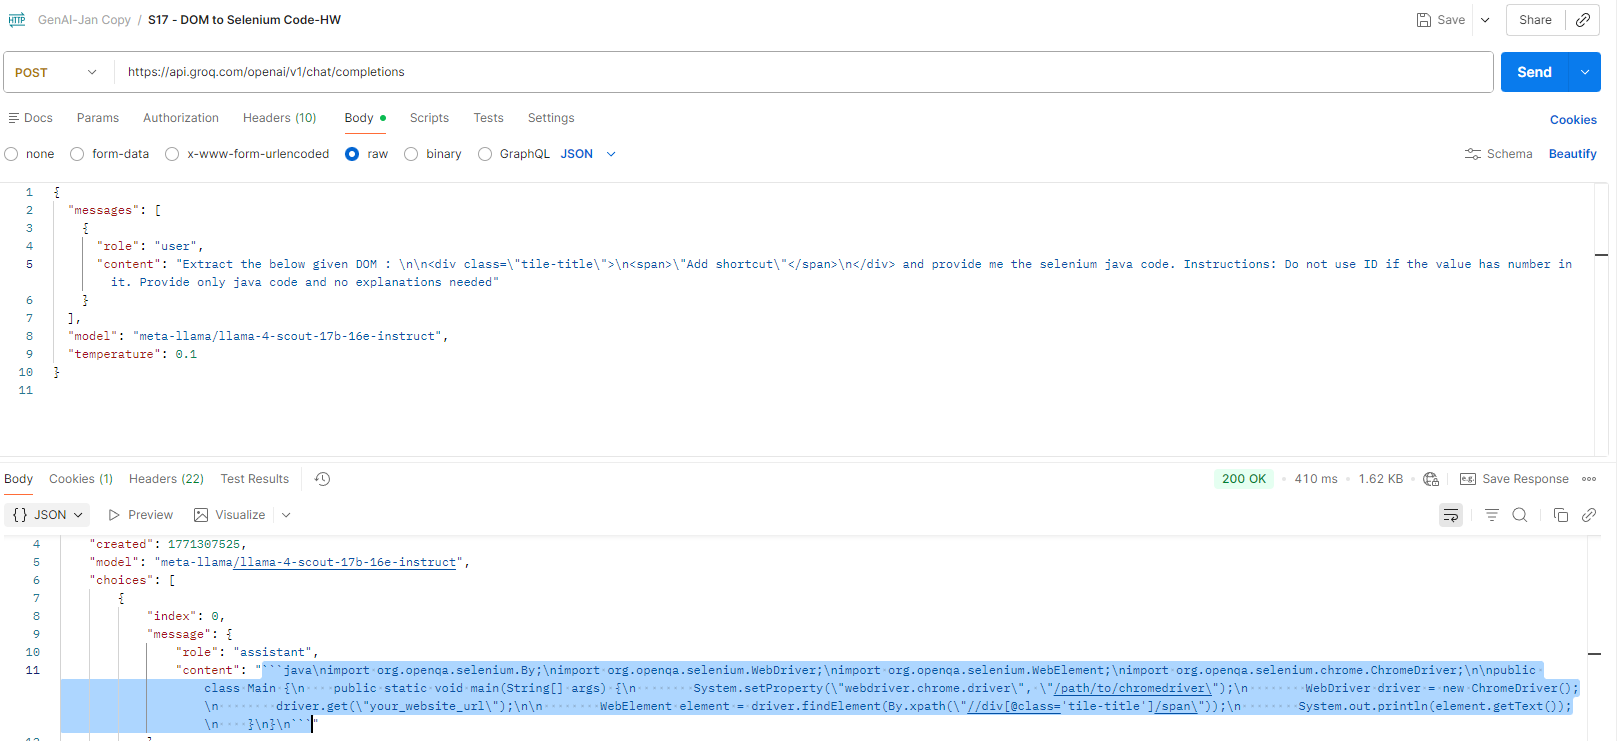 HTTP GenAI-Jan Copy / S17 - DOM to Selenium Code-HW Save Share
POST https://api.groq.com/openai/v1/chat/completions Send
Docs Params Authorization Headers (10) Body Scripts Tests Settings Cookies
none form-data x-www-form-urlencoded raw binary GraphQL JSON Schema Beautify
1 {
2 "messages": [
3 {
4 "role": "user",
5 "content": "Extract the below given DOM : \n\n<div class=\"tile-title\">\n<span>\"Add shortcut\"</span>\n</div> and provide me the selenium java code. Instructions: Do not use ID if the value has number in
it. Provide only java code and no explanations needed"
6 }
7 ],
8 "model": "meta-llama/llama-4-scout-17b-16e-instruct",
9 "temperature": 0.1
10 }
11
Body Cookies (1) Headers (22) Test Results 200 OK 410 ms 1.62 KB e.g. Save Response
{} JSON Preview Visualize
4 "created": 1771307525,
5 "model": "meta-llama/llama-4-scout-17b-16e-instruct",
6 "choices": [
7 {
8 "index": 0,
9 "message": {
10 "role": "assistant",
11 "content": "```java\nimport org.openqa.selenium.By;\nimport org.openqa.selenium.WebDriver;\nimport org.openqa.selenium.WebElement;\nimport org.openqa.selenium.chrome.ChromeDriver;\n\npublic
class Main {\n    public static void main(String[] args) {\n        System.setProperty(\"webdriver.chrome.driver\", \"/path/to/chromedriver\");\n        WebDriver driver = new ChromeDriver();
\n        driver.get(\"your_website_url\");\n\n        WebElement element = driver.findElement(By.xpath(\"//div[@class='tile-title']/span\"));\n        System.out.println(element.getText());
\n    }\n}\n```"